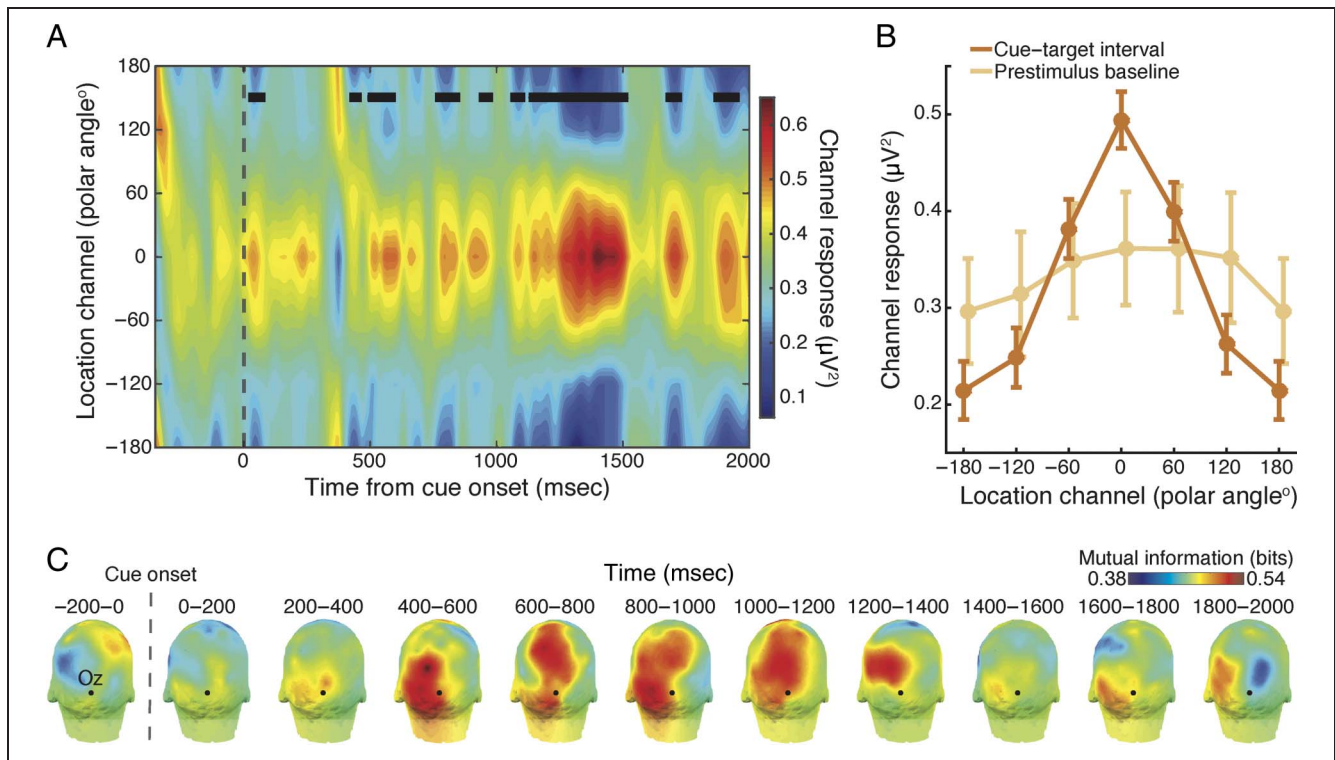 A
180
120
60
0
−60
−120
−180
Location channel (polar angle°)
0
500
1000
1500
2000
Time from cue onset (msec)
0.6
0.5
0.4
0.3
0.2
0.1
Channel response (μV²)
B
Cue−target interval
Prestimulus baseline
0.5
0.4
0.3
0.2
Channel response (μV²)
−180 −120 −60 0 60 120 180
Location channel (polar angle°)
C
Cue onset
Time (msec)
Mutual information (bits)
0.38 0.54
−200−0 0−200 200−400 400−600 600−800 800−1000 1000−1200 1200−1400 1400−1600 1600−1800 1800−2000
Oz